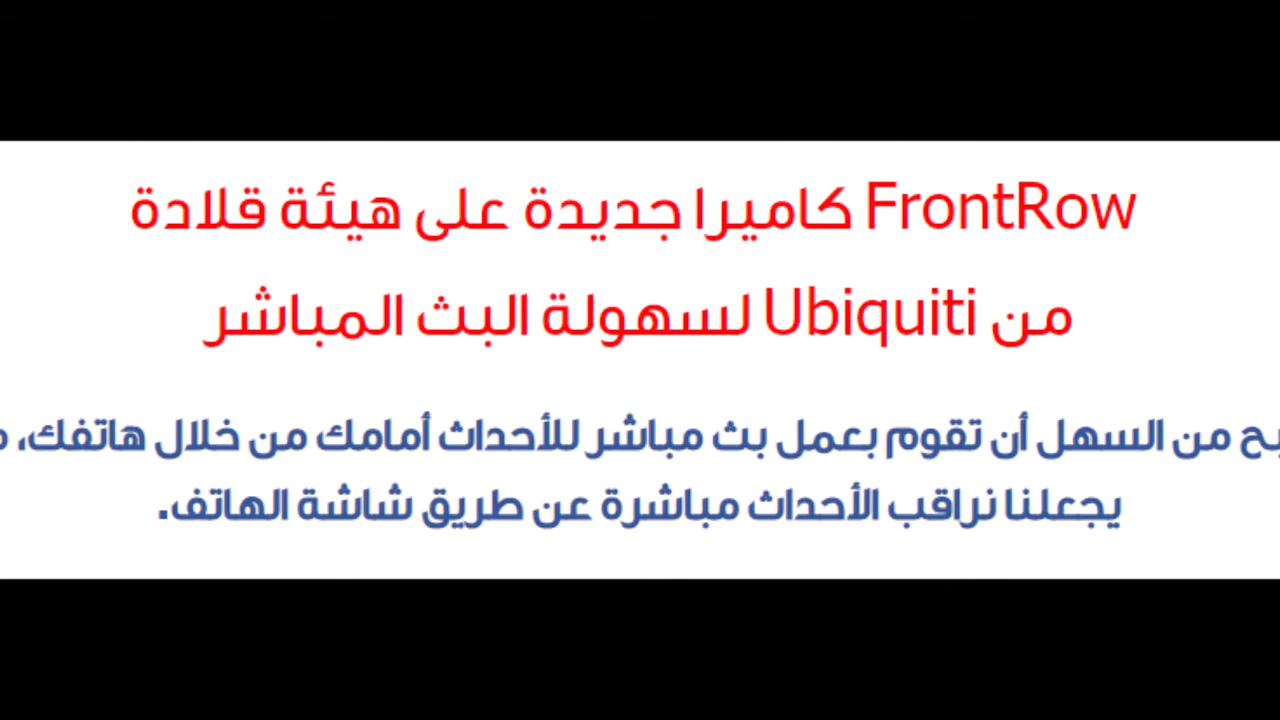 FrontRow كاميرا جديدة على هيئة قلادة
من Ubiquiti لسهولة البث المباشر
من السهل أن تقوم بعمل بث مباشر للأحداث أمامك من خلال هاتفك،
يجعلنا نراقب الأحداث مباشرة عن طريق شاشة الهاتف.